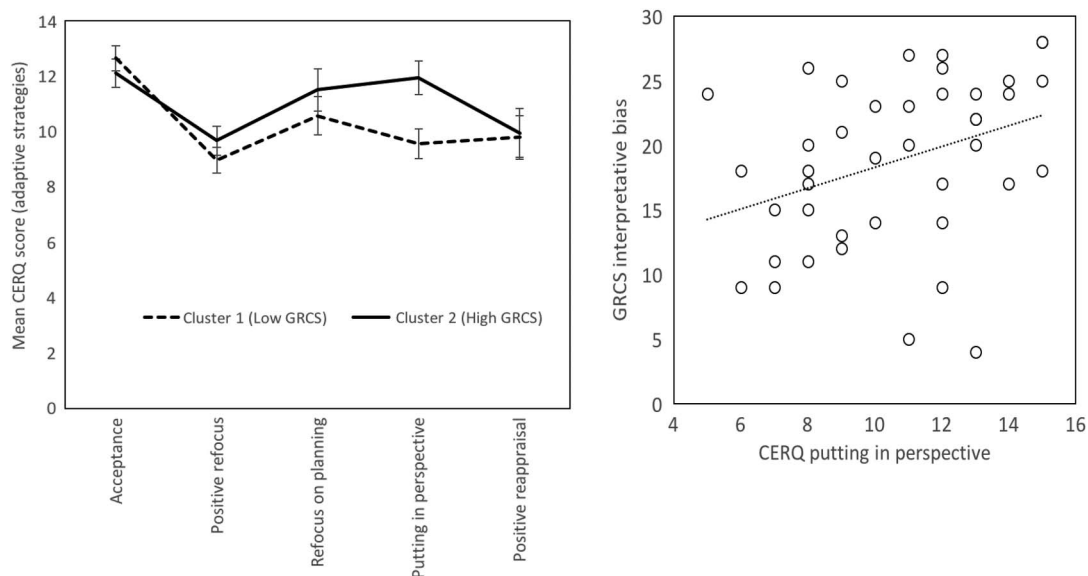 14
12
10
8
6
4
2
0
Mean CERQ score (adaptive strategies)
Cluster 1 (Low GRCS)
Cluster 2 (High GRCS)
Acceptance
Positive refocus
Refocus on planning
Putting in perspective
Positive reappraisal
30
25
20
15
10
5
0
GRCS interpretative bias
4
6
8
10
12
14
16
CERQ putting in perspective